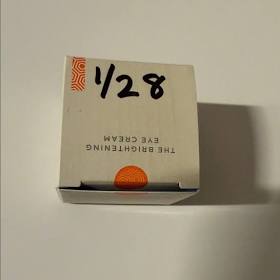 1/28
THE BRIGHTENING
EYE CREAM